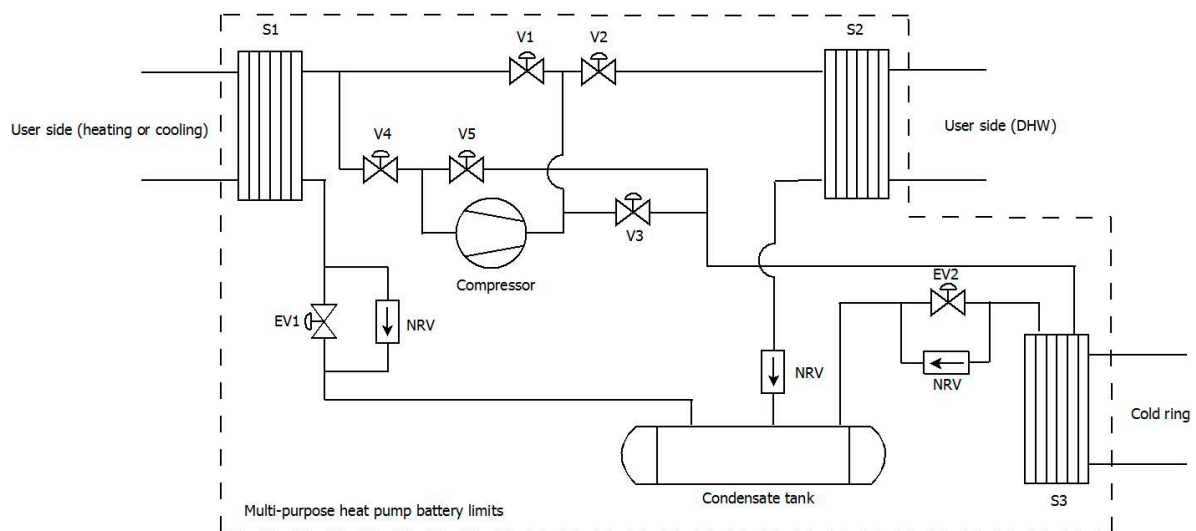 S1
V1
V2
S2
User side (heating or cooling)
V4
V5
User side (DHW)
V3
Compressor
EV2
EV1
NRV
NRV
NRV
Cold ring
Condensate tank
S3
Multi-purpose heat pump battery limits